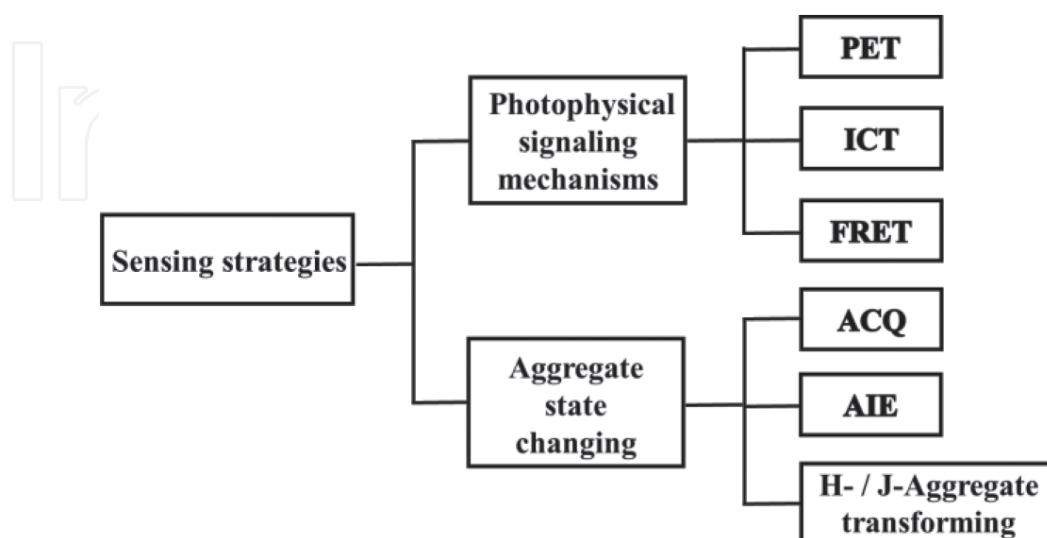 Sensing strategies
Photophysical
signaling
mechanisms
PET
ICT
FRET
Aggregate
state
changing
ACQ
AIE
H- / J-Aggregate
transforming